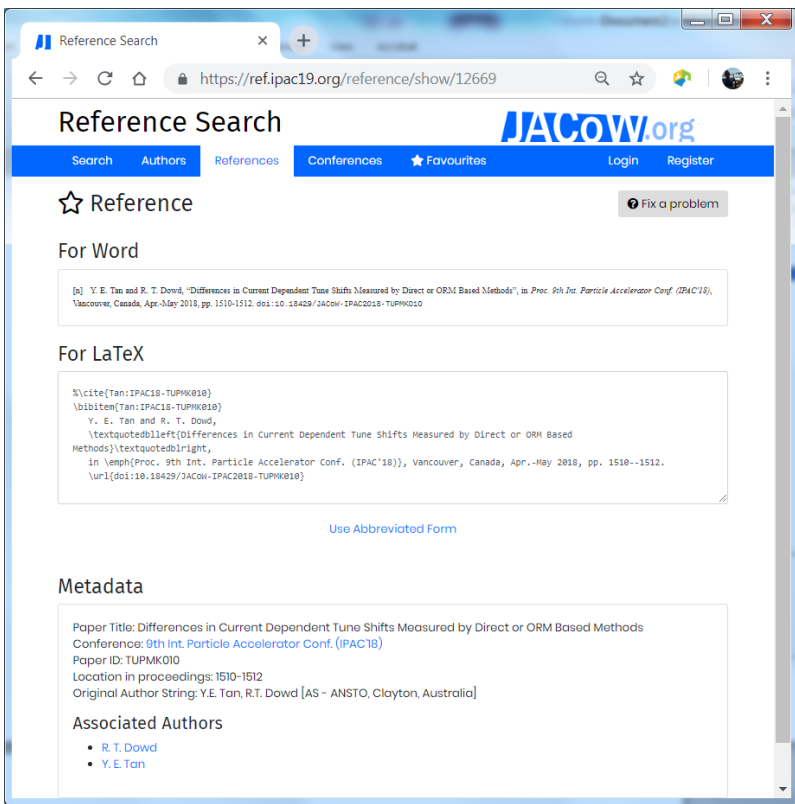 Reference Search
https://ref.ipac19.org/reference/show/12669
Reference Search
JACoW.org
Search Authors References Conferences Favourites Login Register
Reference
Fix a problem
For Word
[n] Y. E. Tan and R. T. Dowd, “Differences in Current Dependent Tune Shifts Measured by Direct or ORM Based Methods”, in Proc. 9th Int. Particle Accelerator Conf. (IPAC'18),
Vancouver, Canada, Apr.-May 2018, pp. 1510-1512. doi:10.18429/JACoW-IPAC2018-TUPMK010
For LaTeX
%\cite{Tan:IPAC18-TUPMK010}
\bibitem{Tan:IPAC18-TUPMK010}
Y. E. Tan and R. T. Dowd,
\textquotedblleft{Differences in Current Dependent Tune Shifts Measured by Direct or ORM Based
Methods}\textquotedblright,
in \emph{Proc. 9th Int. Particle Accelerator Conf. (IPAC'18)}, Vancouver, Canada, Apr.-May 2018, pp. 1510--1512.
\url{doi:10.18429/JACoW-IPAC2018-TUPMK010}
Use Abbreviated Form
Metadata
Paper Title: Differences in Current Dependent Tune Shifts Measured by Direct or ORM Based Methods
Conference: 9th Int. Particle Accelerator Conf. (IPAC'18)
Paper ID: TUPMK010
Location in proceedings: 1510-1512
Original Author String: Y.E. Tan, R.T. Dowd [AS - ANSTO, Clayton, Australia]
Associated Authors
R. T. Dowd
Y. E. Tan